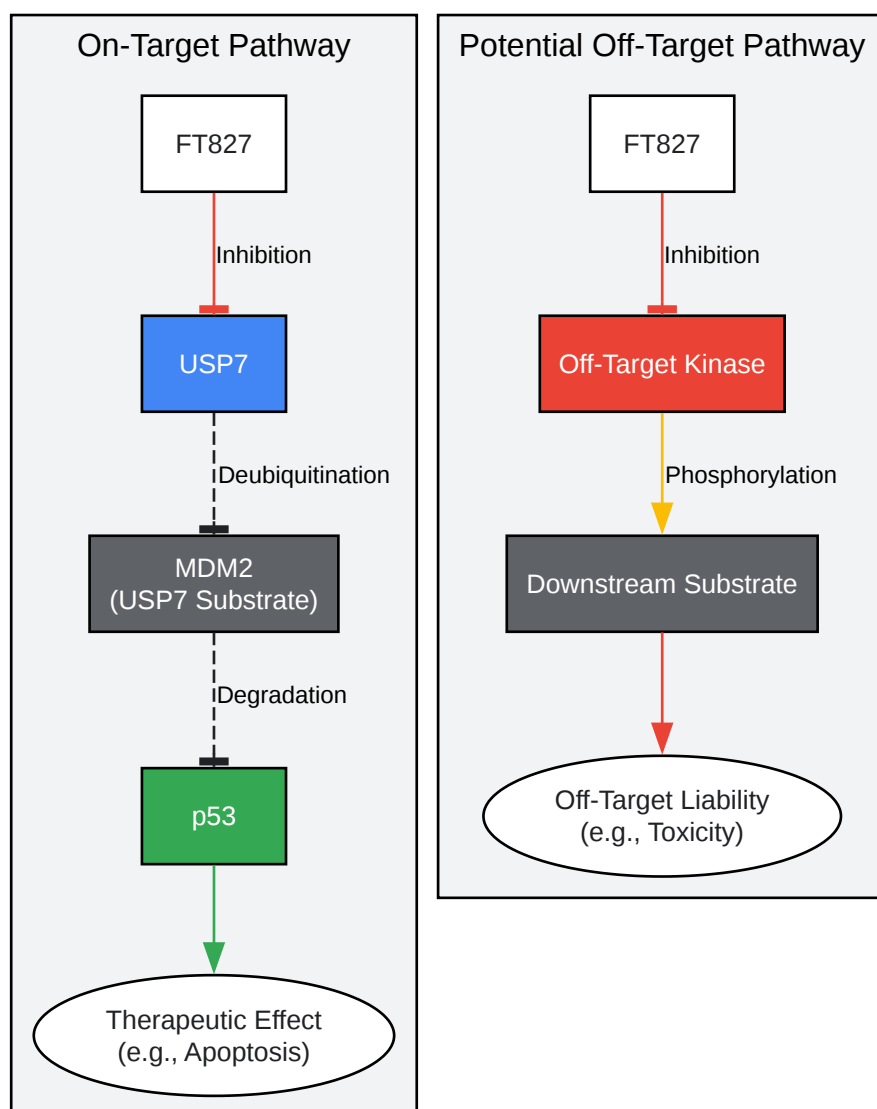 On-Target Pathway
FT827
Inhibition
USP7
Deubiquitination
MDM2
(USP7 Substrate)
Degradation
p53
Therapeutic Effect
(e.g., Apoptosis)
Potential Off-Target Pathway
FT827
Inhibition
Off-Target Kinase
Phosphorylation
Downstream Substrate
Off-Target Liability
(e.g., Toxicity)